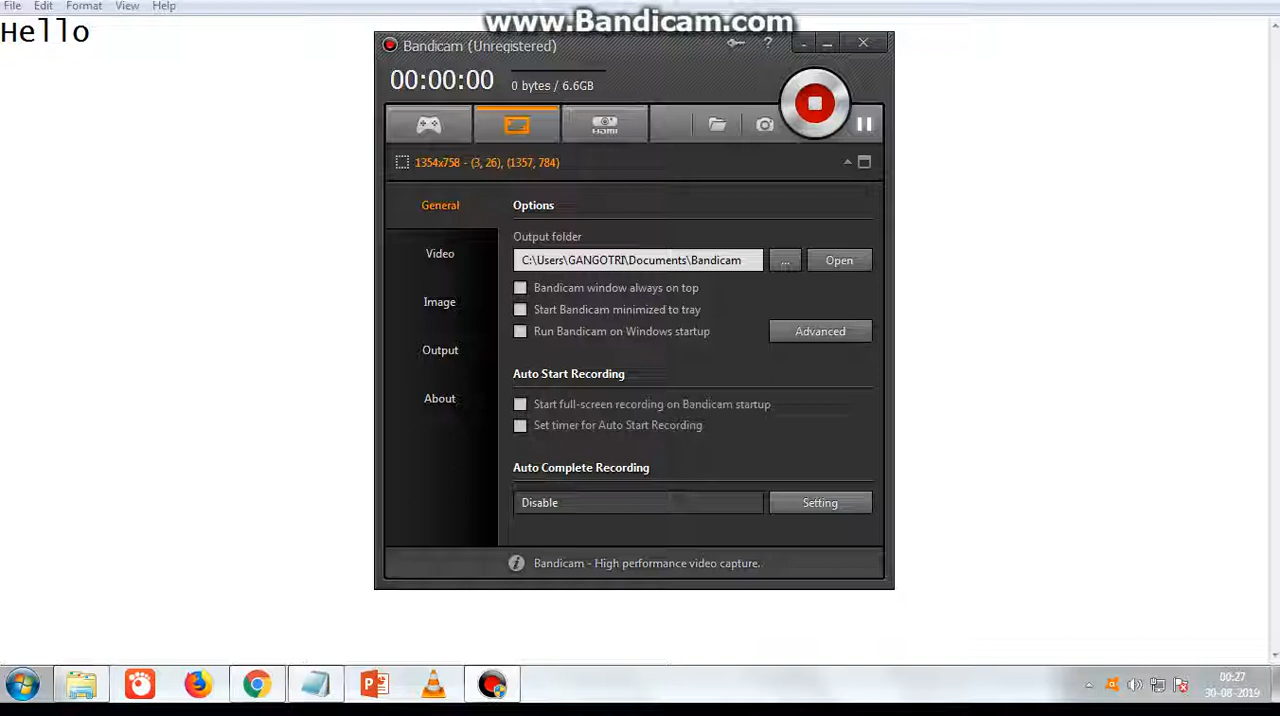 File Edit Format View Help
www.Bandicam.com
Hello
Bandicam (Unregistered)
?
00:00:00
0 bytes / 6.6GB
HDMI
1354x758 - (3, 26), (1357, 784)
General
Options
Output folder
Video
C:\Users\GANGOTRI\Documents\Bandicam
...
Open
Bandicam window always on top
Image
Start Bandicam minimized to tray
Run Bandicam on Windows startup
Advanced
Output
Auto Start Recording
About
Start full-screen recording on Bandicam startup
Set timer for Auto Start Recording
Auto Complete Recording
Disable
Setting
Bandicam - High performance video capture.
00:27
30-08-2019